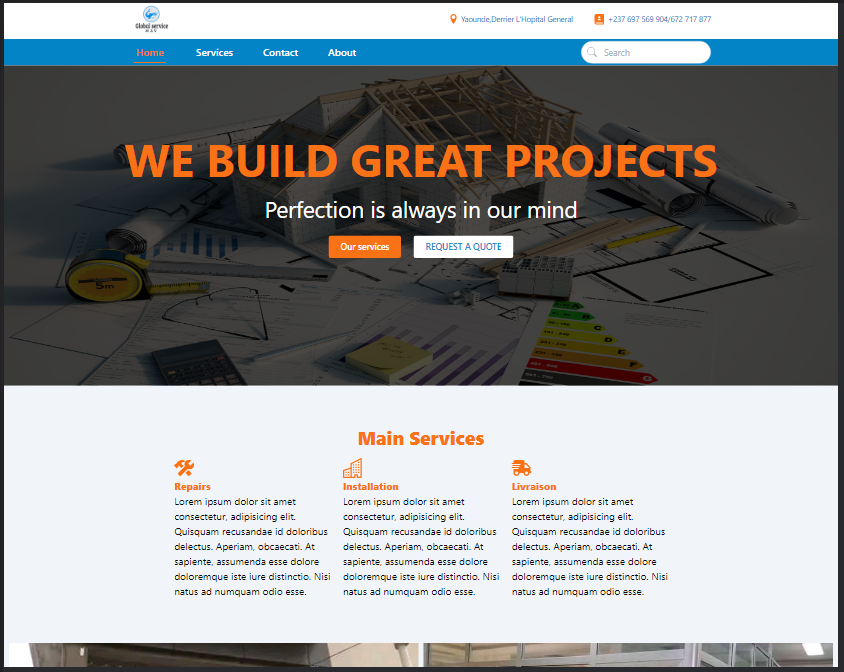 Global service
M & G
Yaounde,Derrier L'Hopital General
+237 697 569 904/672 717 877
Home
Services
Contact
About
Search
WE BUILD GREAT PROJECTS
Perfection is always in our mind
Our services
REQUEST A QUOTE
5m
D
F
G
Main Services
Repairs
Lorem ipsum dolor sit amet
consectetur, adipisicing elit.
Quisquam recusandae id doloribus
delectus. Aperiam, obcaecati. At
sapiente, assumenda esse dolore
doloremque iste iure distinctio. Nisi
natus ad numquam odio esse.
Installation
Lorem ipsum dolor sit amet
consectetur, adipisicing elit.
Quisquam recusandae id doloribus
delectus. Aperiam, obcaecati. At
sapiente, assumenda esse dolore
doloremque iste iure distinctio. Nisi
natus ad numquam odio esse.
Livraison
Lorem ipsum dolor sit amet
consectetur, adipisicing elit.
Quisquam recusandae id doloribus
delectus. Aperiam, obcaecati. At
sapiente, assumenda esse dolore
doloremque iste iure distinctio. Nisi
natus ad numquam odio esse.